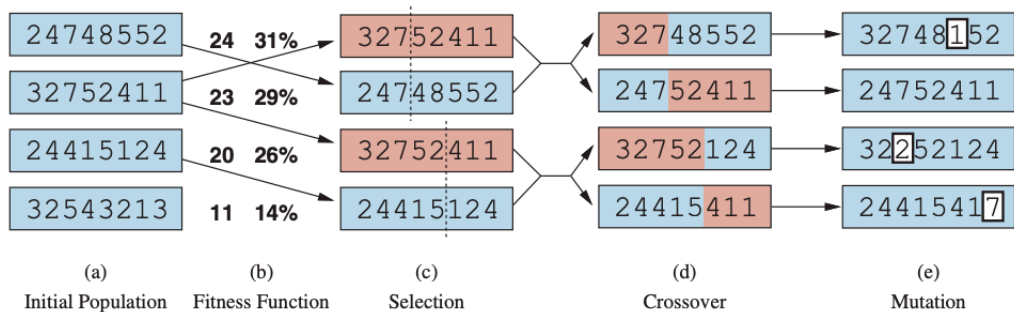 24748552 24 31% 32752411 32748552 32748152
32752411 23 29% 24748552 24752411 24752411
24415124 20 26% 32752411 32752124 32252124
32543213 11 14% 24415124 24415411 24415417
(a) (b) (c) (d) (e)
Initial Population Fitness Function Selection Crossover Mutation